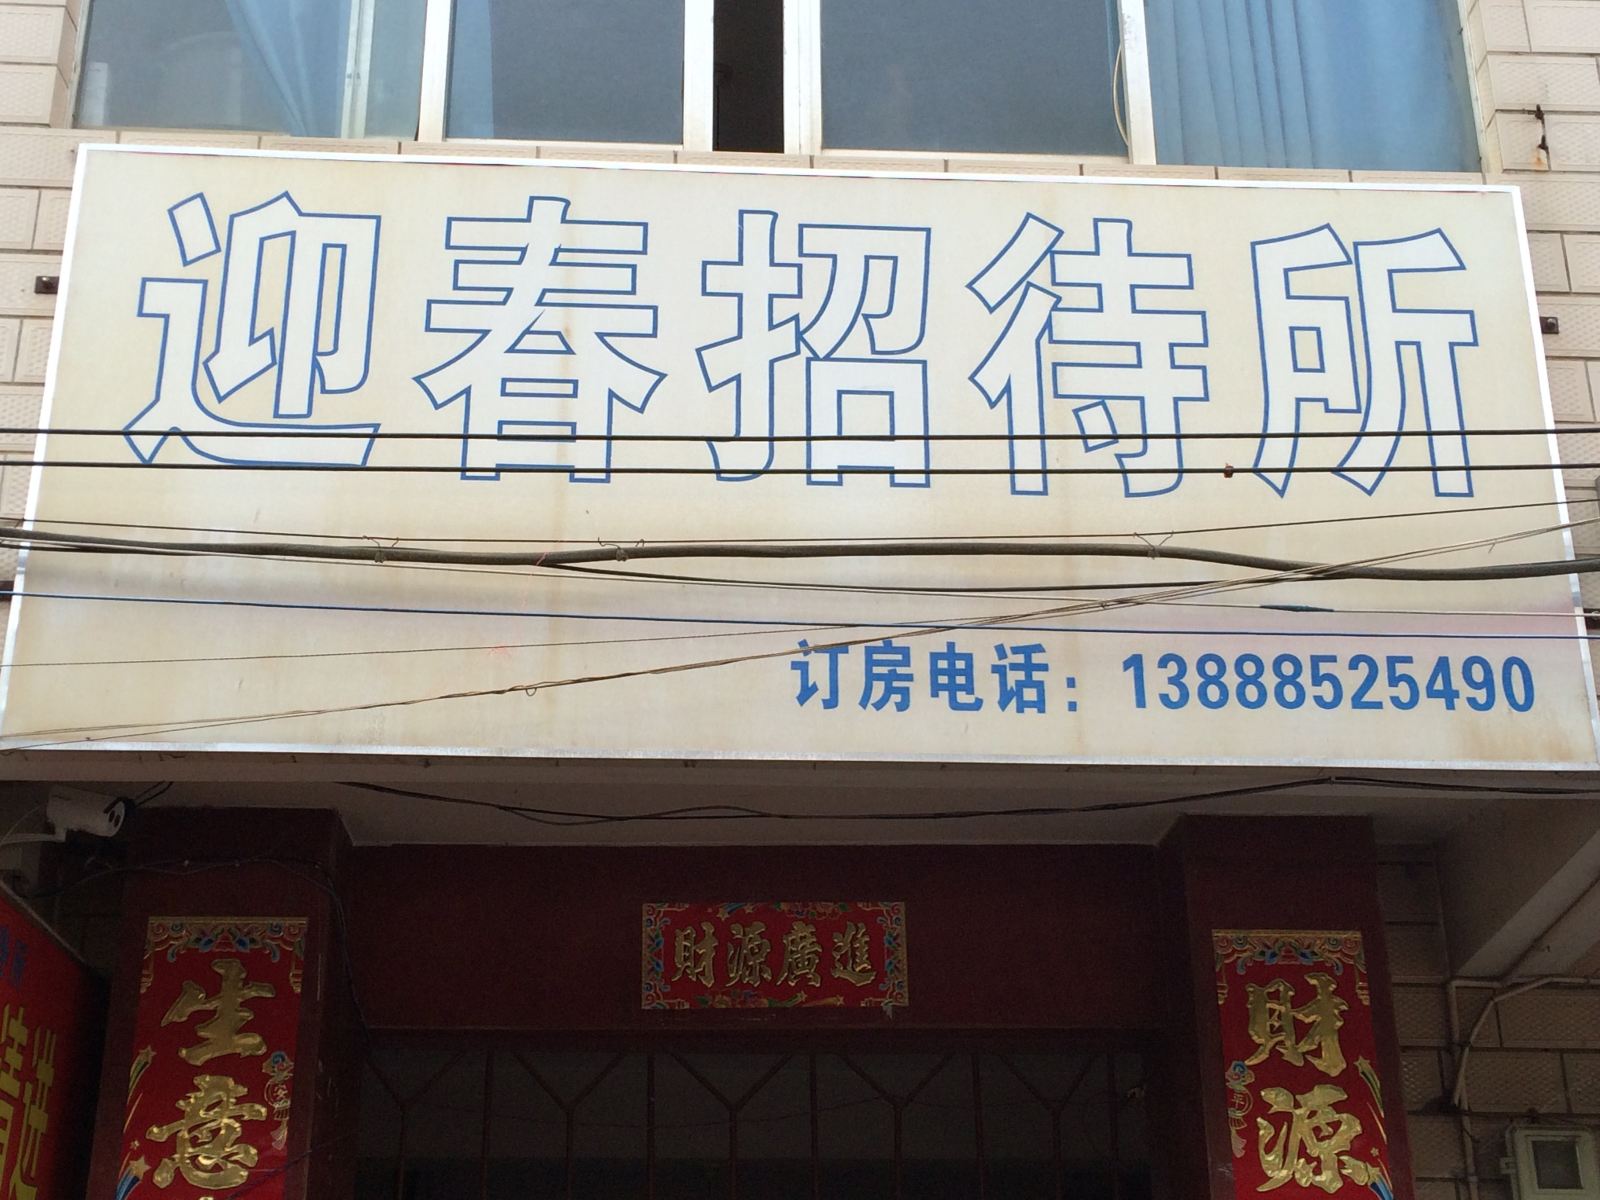 迎春招待所
订房电话：13888525490
財源廣進
生意
財源